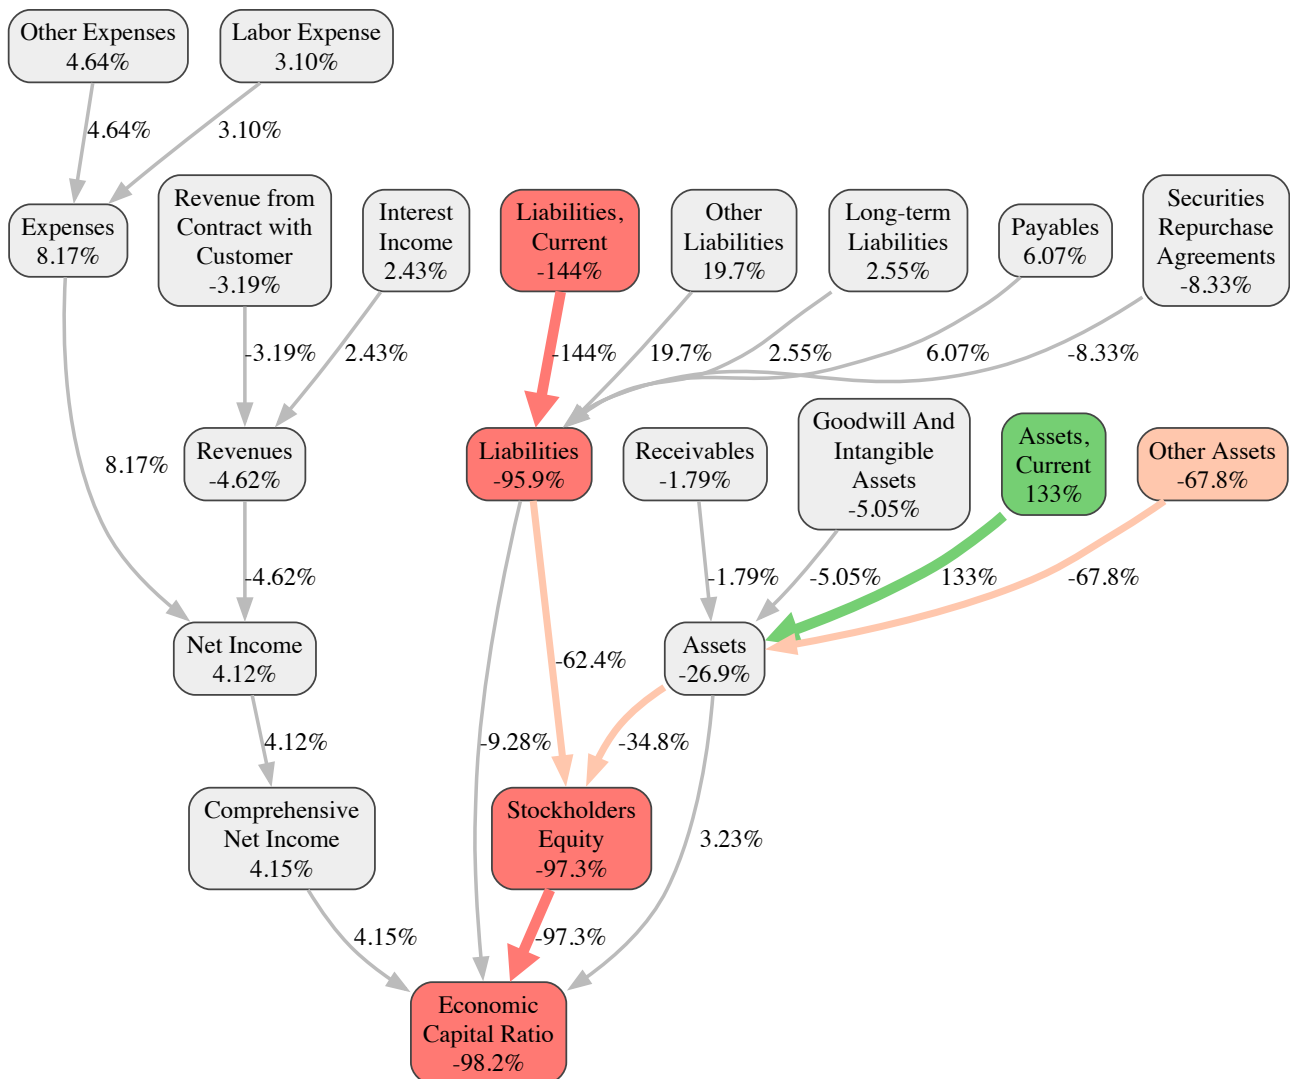 Other Expenses
4.64%
Labor Expense
3.10%
4.64%
3.10%
Expenses
8.17%
Revenue from
Contract with
Customer
-3.19%
Interest
Income
2.43%
Liabilities,
Current
-144%
Other
Liabilities
19.7%
Long-term
Liabilities
2.55%
Payables
6.07%
Securities
Repurchase
Agreements
-8.33%
-3.19%
2.43%
-144%
19.7%
2.55%
6.07%
-8.33%
8.17%
Revenues
-4.62%
Liabilities
-95.9%
Receivables
-1.79%
Goodwill And
Intangible
Assets
-5.05%
Assets,
Current
133%
Other Assets
-67.8%
-4.62%
-1.79%
-5.05%
133%
-67.8%
Net Income
4.12%
-62.4%
Assets
-26.9%
4.12%
-9.28%
-34.8%
Comprehensive
Net Income
4.15%
Stockholders
Equity
-97.3%
3.23%
4.15%
-97.3%
Economic
Capital Ratio
-98.2%